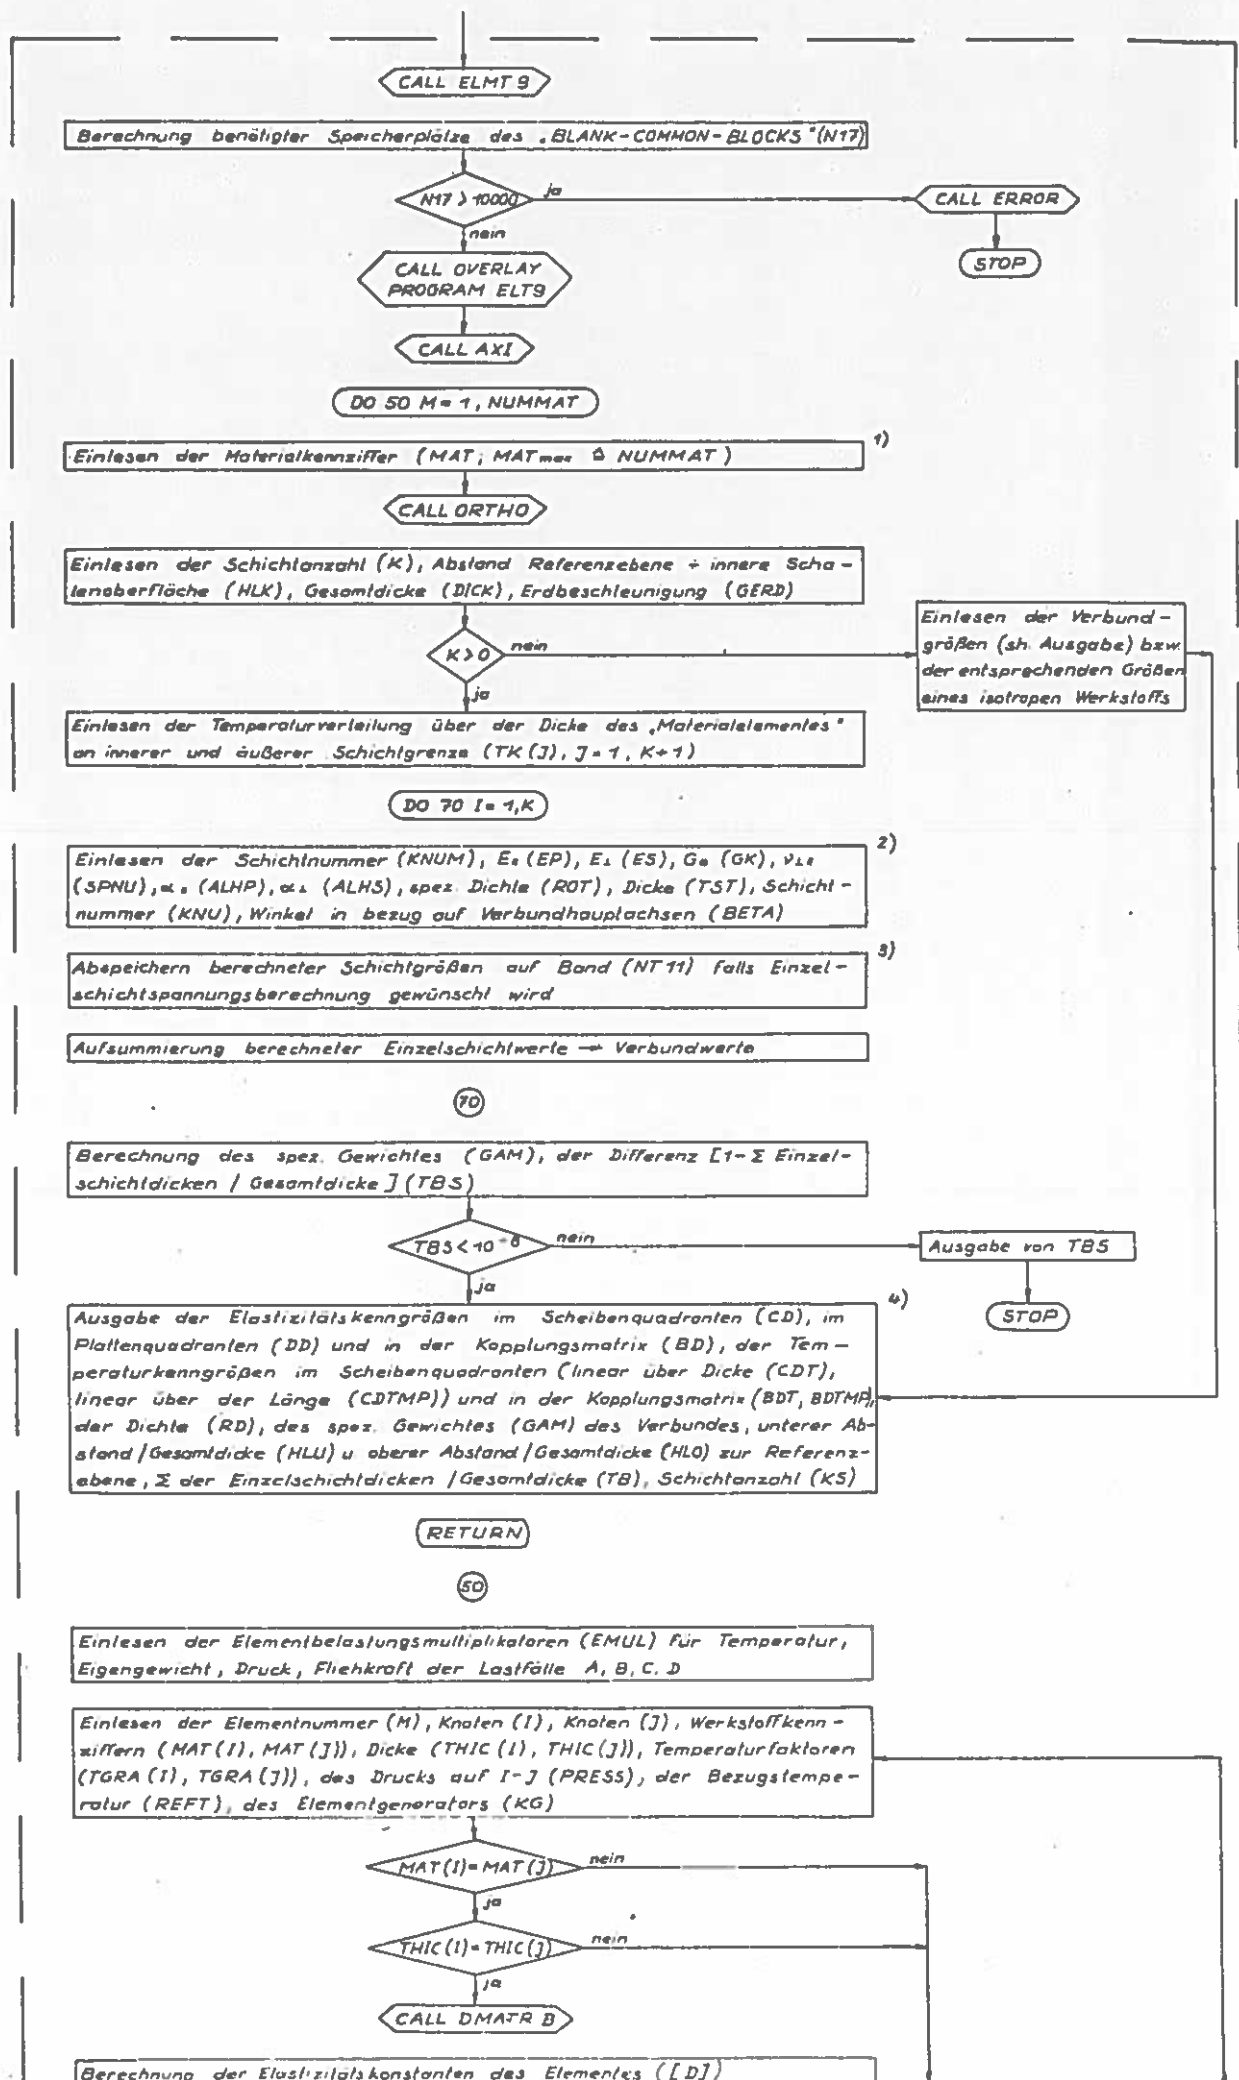 CALL ELMT 9
Berechnung benötigter Speicherplätze des „BLANK-COMMON-BLOCKS" (N17)
N17 > 10000
ja
CALL ERROR
nein
STOP
CALL OVERLAY
PROGRAM ELT9
CALL AXI
DO 50 M = 1, NUMMAT
1)
Einlesen der Materialkennziffer (MAT; MATmax ≙ NUMMAT)
CALL ORTHO
Einlesen der Schichtanzahl (K), Abstand Referenzebene ÷ innere Scha-
lenoberfläche (HLK), Gesamtdicke (DICK), Erdbeschleunigung (GERD)
K > 0
nein
ja
Einlesen der Verbund-
größen (sh. Ausgabe) bzw.
der entsprechenden Größen
eines isotropen Werkstoffs
Einlesen der Temperaturverteilung über der Dicke des „Materialelementes"
an innerer und äußerer Schichtgrenze (TK (J), J = 1, K+1)
DO 70 I = 1,K
2)
Einlesen der Schichtnummer (KNUM), E (EP), E⊥ (ES), G (GK), ν
(SPNU), α (ALHP), α⊥ (ALHS), spez. Dichte (ROT), Dicke (TST), Schicht-
nummer (KNU), Winkel in bezug auf Verbundhauptachsen (BETA)
3)
Abspeichern berechneter Schichtgrößen auf Band (NT 11) falls Einzel-
schichtspannungsberechnung gewünscht wird
Aufsummierung berechneter Einzelschichtwerte → Verbundwerte
70
Berechnung des spez. Gewichtes (GAM), der Differenz [1-Σ Einzel-
schichtdicken / Gesamtdicke] (TBS)
TBS < 10
nein
Ausgabe von TBS
ja
STOP
4)
Ausgabe der Elastizitätskenngrößen im Scheibenquadranten (CD), im
Plattenquadranten (DD) und in der Kopplungsmatrix (BD), der Tem-
peraturkenngrößen im Scheibenquadranten (linear über Dicke (CDT),
linear über der Länge (CDTMP)) und in der Kopplungsmatrix (BDT, BDTMP),
der Dichte (RD), des spez. Gewichtes (GAM) des Verbundes, unterer Ab-
stand/Gesamtdicke (HLU) u. oberer Abstand/Gesamtdicke (HLO) zur Referenz-
ebene, Σ der Einzelschichtdicken /Gesamtdicke (TB), Schichtanzahl (KS)
RETURN
50
Einlesen der Elementbelastungsmultiplikatoren (EMUL) für Temperatur,
Eigengewicht, Druck, Fliehkraft der Lastfälle A, B, C, D
Einlesen der Elementnummer (M), Knoten (I), Knoten (J), Werkstoffkenn-
ziffern (MAT(I), MAT(J)), Dicke (THIC(I), THIC(J)), Temperaturfaktoren
(TGRA (I), TGRA (J)), des Drucks auf I-J (PRESS), der Bezugstempe-
ratur (REFT), des Elementgenerators (KG)
MAT(I) = MAT(J)
nein
ja
THIC(I) = THIC(J)
nein
ja
CALL DMATR B
Berechnung der Elastizitätskonstanten des Elementes ([D])